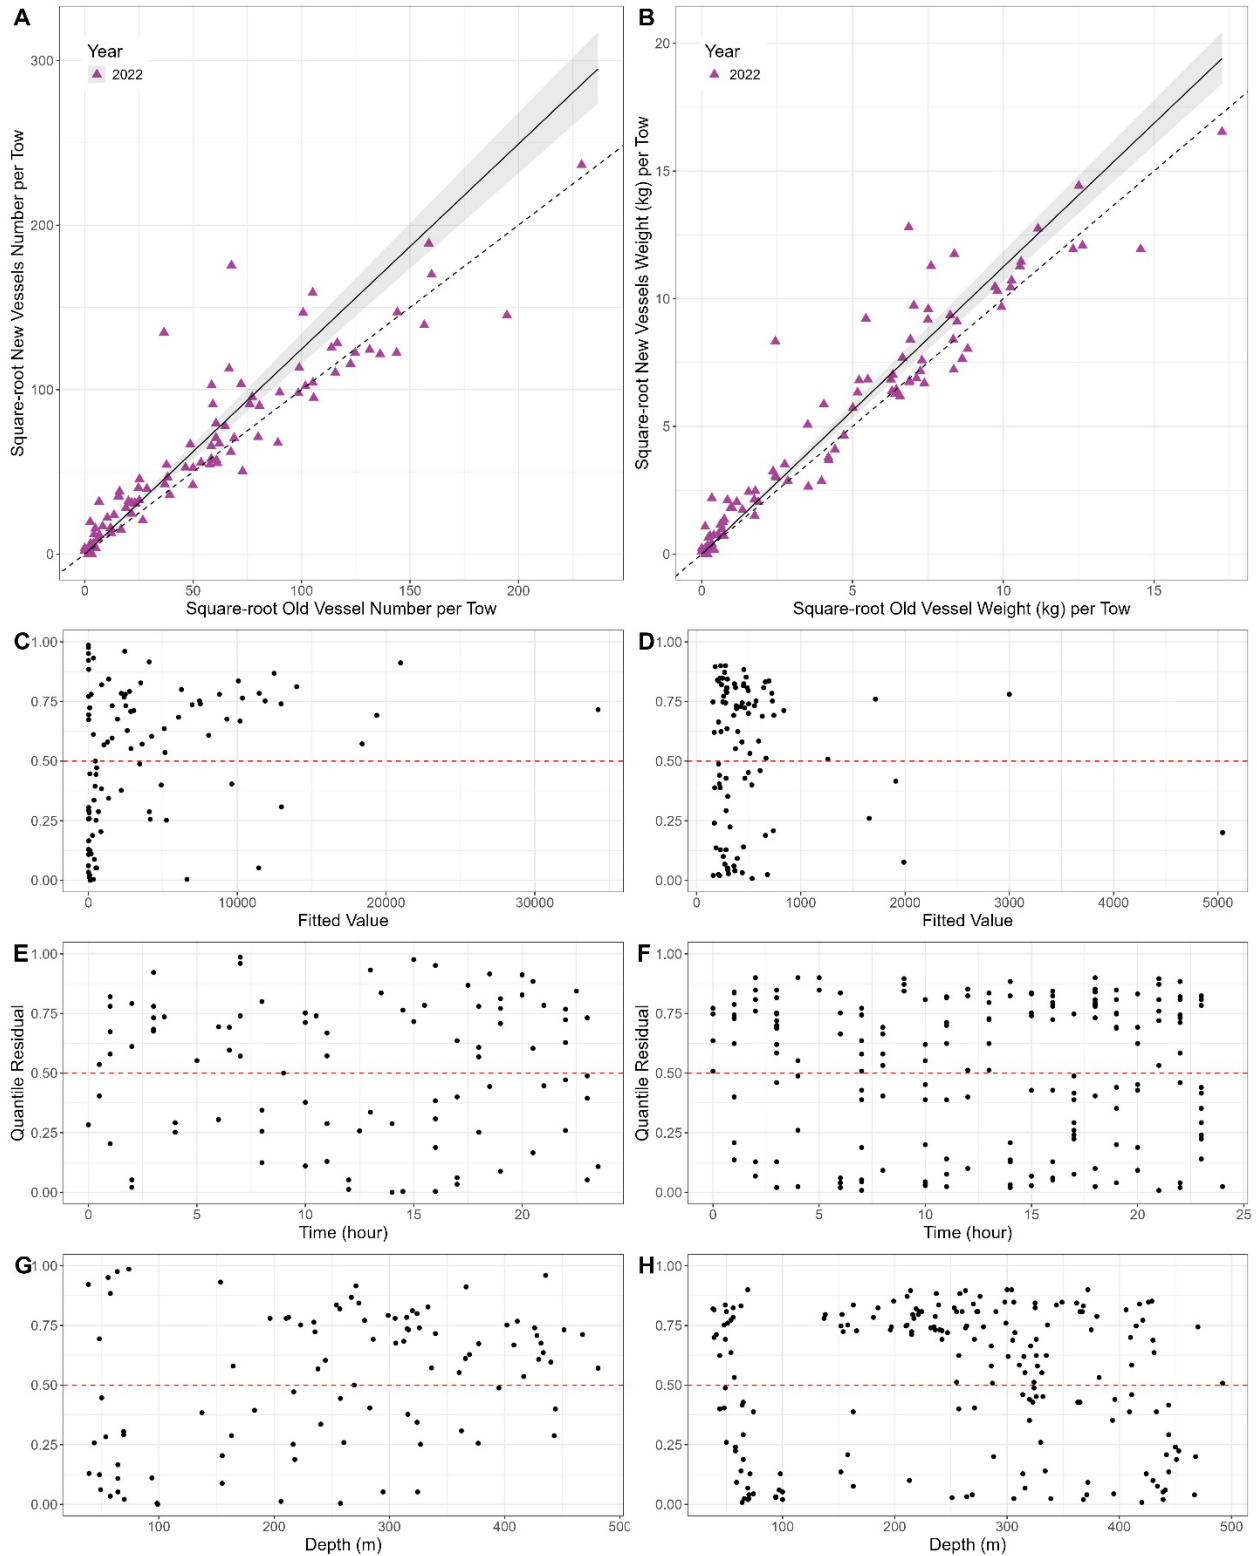 A
B
Year
2022
Year
2022
Square-root New Vessels Number per Tow
300
200
100
0
0 50 100 150 200
Square-root Old Vessel Number per Tow
Square-root New Vessels Weight (kg) per Tow
20
15
10
5
0
0 5 10 15
Square-root Old Vessel Weight (kg) per Tow
C
1.00
0.75
0.50
0.25
0.00
0 10000 20000 30000
Fitted Value
D
1.00
0.75
0.50
0.25
0.00
0 1000 2000 3000 4000 5000
Fitted Value
E
Quantile Residual
1.00
0.75
0.50
0.25
0.00
0 5 10 15 20
Time (hour)
F
Quantile Residual
1.00
0.75
0.50
0.25
0.00
0 5 10 15 20 25
Time (hour)
G
1.00
0.75
0.50
0.25
0.00
100 200 300 400 500
Depth (m)
H
1.00
0.75
0.50
0.25
0.00
100 200 300 400 500
Depth (m)